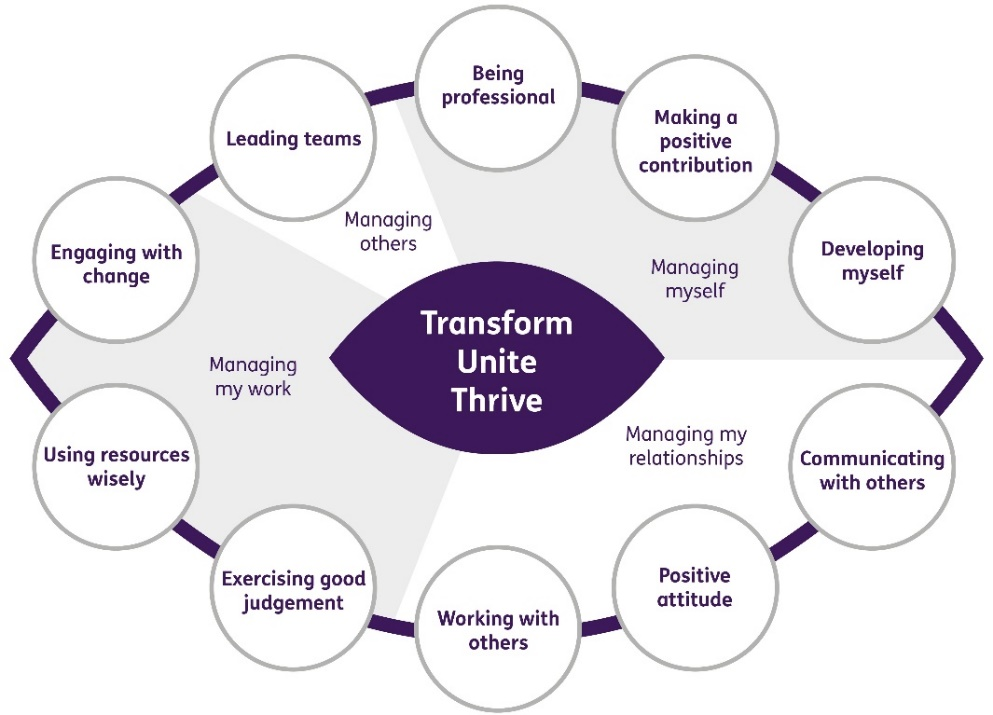 Being
professional
Making a
positive
contribution
Developing
myself
Communicating
with others
Positive
attitude
Working with
others
Exercising good
judgement
Using resources
wisely
Engaging with
change
Leading teams
Managing
others
Managing
myself
Managing my
relationships
Managing
my work
Transform
Unite
Thrive